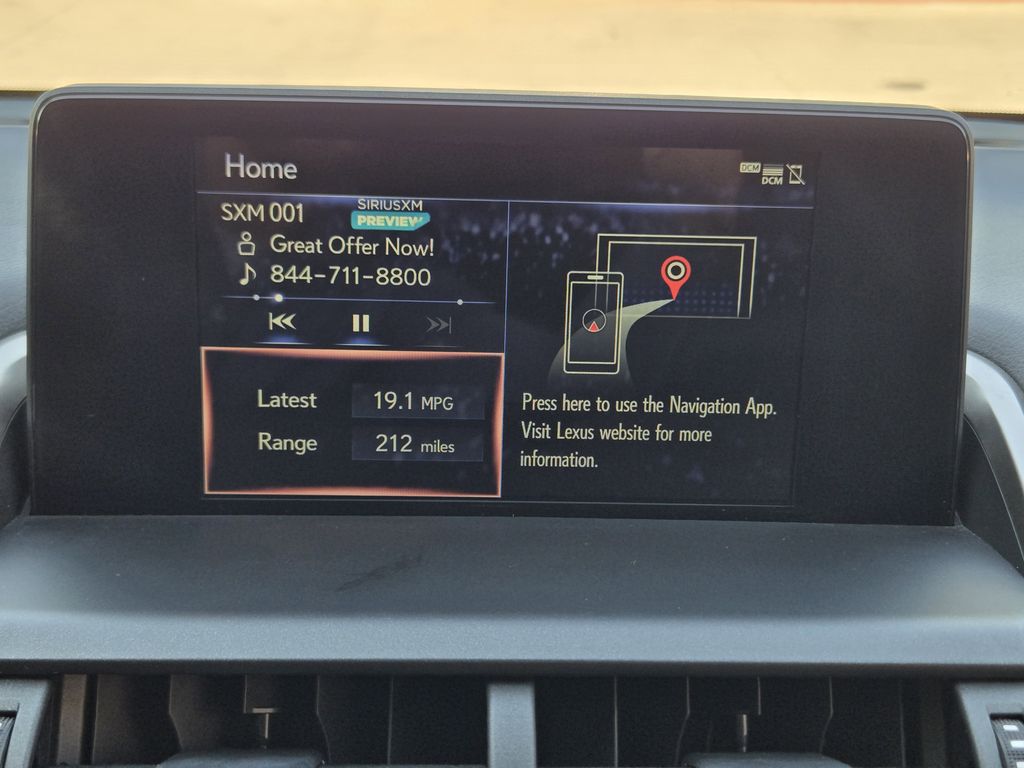 Home
DCM
DCM
SXM 001
SIRIUSXM
PREVIEW
Great Offer Now!
844-711-8800
Latest 19.1 MPG
Range 212 miles
Press here to use the Navigation App.
Visit Lexus website for more
information.